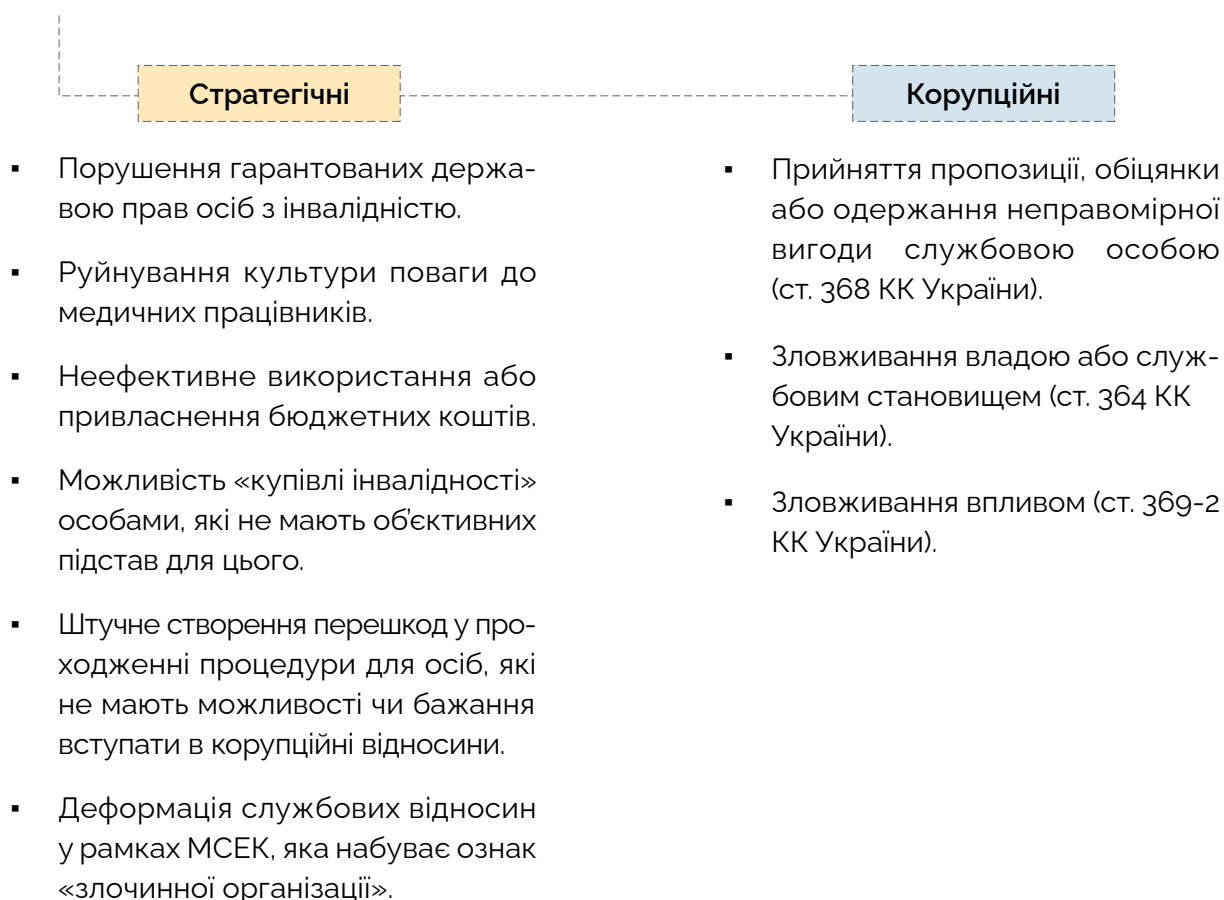 Стратегічні
▪ Порушення гарантованих держа-
вою прав осіб з інвалідністю.
▪ Руйнування культури поваги до
медичних працівників.
▪ Неефективне використання або
привласнення бюджетних коштів.
▪ Можливість «купівлі інвалідності»
особами, які не мають об'єктивних
підстав для цього.
▪ Штучне створення перешкод у про-
ходженні процедури для осіб, які
не мають можливості чи бажання
вступати в корупційні відносини.
▪ Деформація службових відносин
у рамках МСЕК, яка набуває ознак
«злочинної організації».
Корупційні
▪ Прийняття пропозиції, обіцянки
або одержання неправомірної
вигоди службовою особою
(ст. 368 КК України).
▪ Зловживання владою або служ-
бовим становищем (ст. 364 КК
України).
▪ Зловживання впливом (ст. 369-2
КК України).